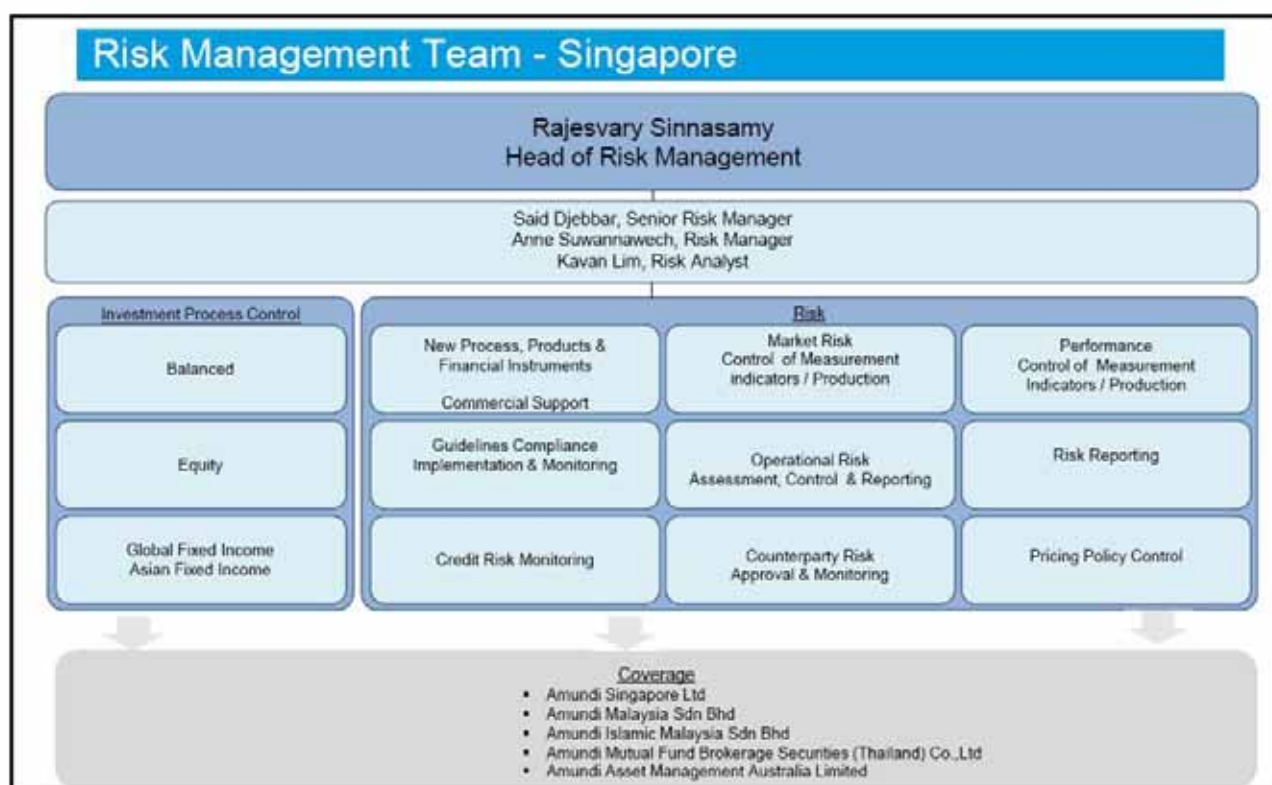 Risk Management Team - Singapore
Rajesvary Sinnasamy
Head of Risk Management
Said Djebbar, Senior Risk Manager
Anne Suwannawech, Risk Manager
Kavan Lim, Risk Analyst
Investment Process Control
Balanced
Equity
Global Fixed Income
Asian Fixed Income
Risk
New Process, Products &
Financial Instruments
Commercial Support
Market Risk
Control of Measurement
indicators / Production
Performance
Control of Measurement
Indicators / Production
Guidelines Compliance
Implementation & Monitoring
Operational Risk
Assessment, Control & Reporting
Risk Reporting
Credit Risk Monitoring
Counterparty Risk
Approval & Monitoring
Pricing Policy Control
Coverage
▪ Amundi Singapore Ltd
▪ Amundi Malaysia Sdn Bhd
▪ Amundi Islamic Malaysia Sdn Bhd
▪ Amundi Mutual Fund Brokerage Securities (Thailand) Co.,Ltd
▪ Amundi Asset Management Australia Limited